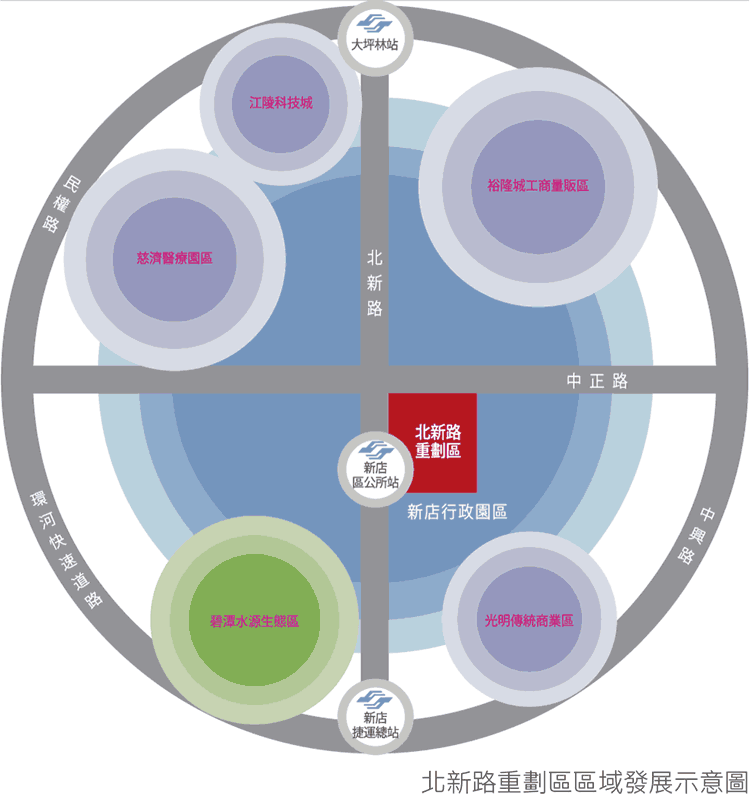 大坪林站
江陵科技城
裕隆城工商量販區
民權路
慈濟醫療園區
北新路
中正路
北新路
重劃區
新店
區公所站
新店行政園區
環河快速道路
中興路
碧潭水源生態區
光明傳統商業區
新店
捷運總站
北新路重劃區區域發展示意圖